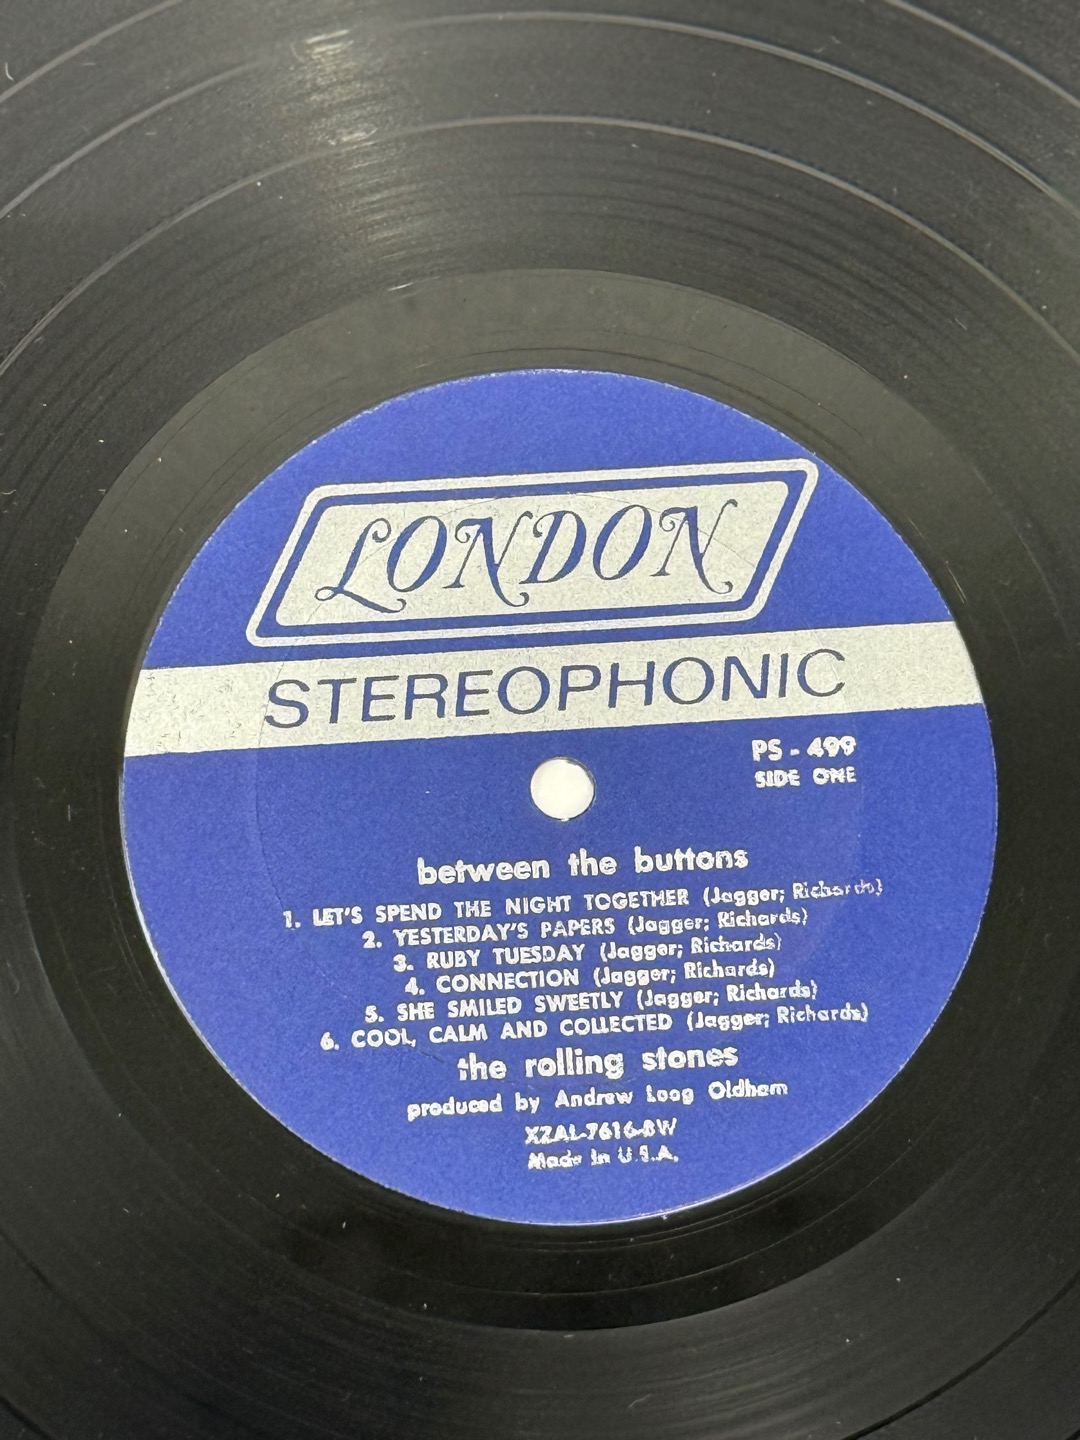 LONDON
STEREOPHONIC
PS - 499
SIDE ONE
between the buttons
1. LET'S SPEND THE NIGHT TOGETHER (Jagger; Richards)
2. YESTERDAY'S PAPERS (Jagger; Richards)
3. RUBY TUESDAY (Jagger; Richards)
4. CONNECTION (Jagger; Richards)
5. SHE SMILED SWEETLY (Jagger; Richards)
6. COOL, CALM AND COLLECTED (Jagger; Richards)
the rolling stones
produced by Andrew Loog Oldham
XZAL-7616-BW
Made in U.S.A.